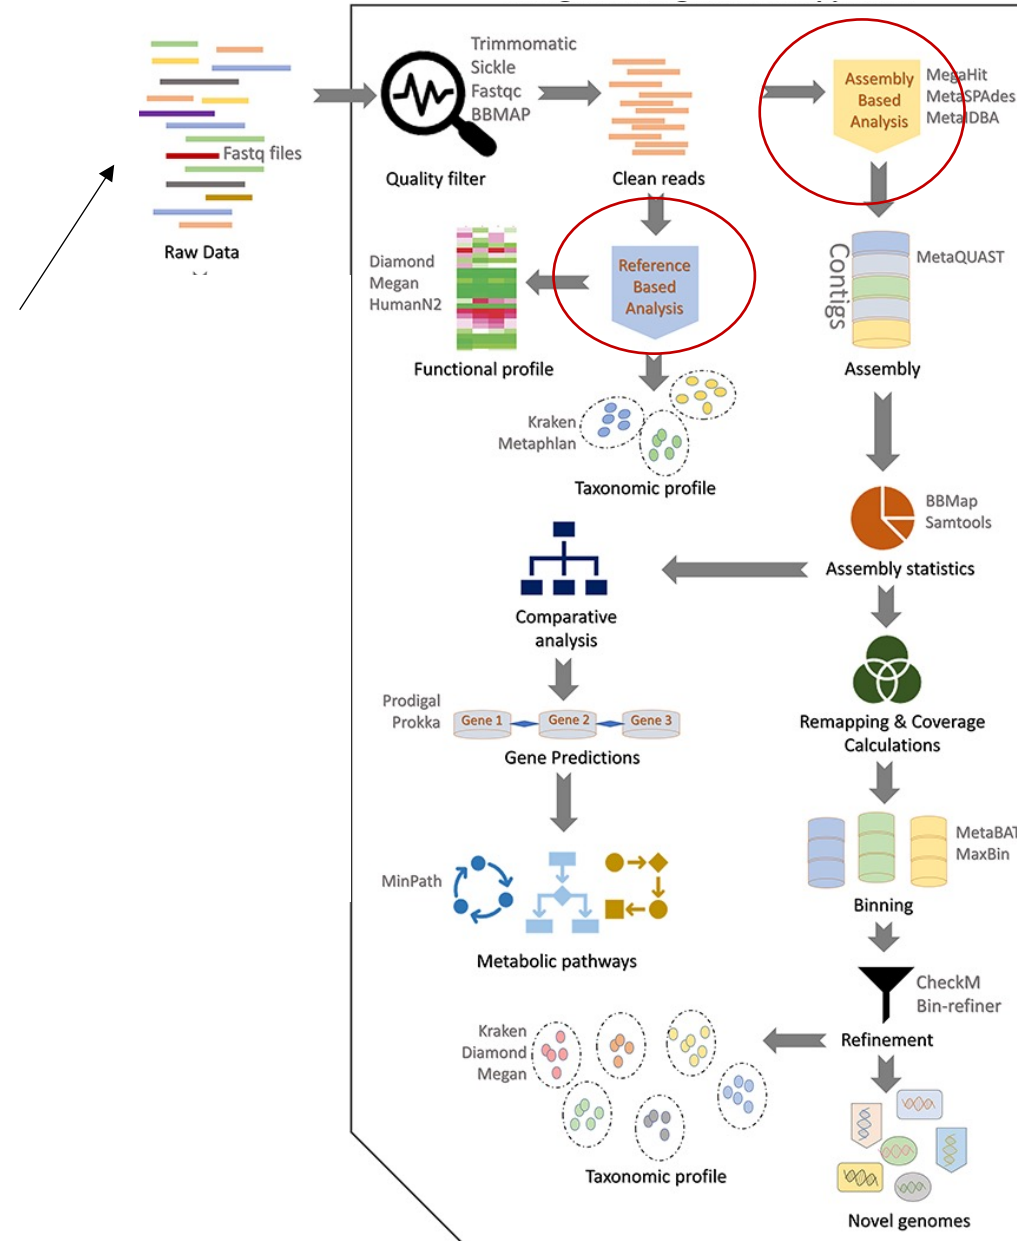 Trimmomatic
Sickle
Fastqc
BBMAP
Fastq files
Raw Data
Quality filter
Clean reads
Assembly
Based
Analysis
MegaHit
MetaSPAdes
MetaIDBA
Diamond
Megan
HumanN2
Functional profile
Reference
Based
Analysis
Contigs
MetaQUAST
Assembly
Kraken
Metaphlan
Taxonomic profile
BBMap
Samtools
Assembly statistics
Comparative
analysis
Prodigal
Prokka
Gene 1
Gene 2
Gene 3
Gene Predictions
Remapping & Coverage
Calculations
MinPath
Metabolic pathways
MetaBAT
MaxBin
Binning
CheckM
Bin-refiner
Refinement
Kraken
Diamond
Megan
Taxonomic profile
Novel genomes